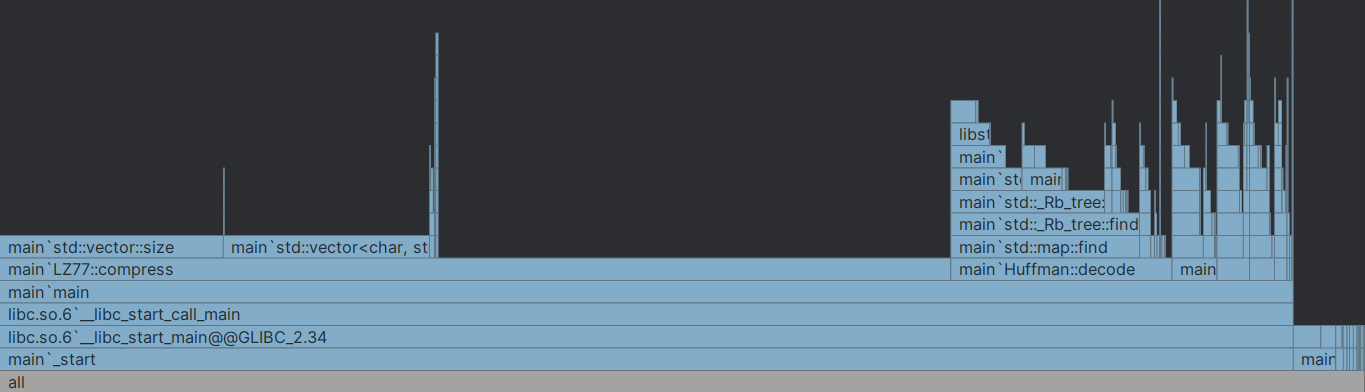 libst
main`
main`st
main
main`std::_Rb_tree:
main`std::_Rb_tree::find
main`std::vector::size
main`std::vector<char, st
main`std::map::find
main`LZ77::compress
main`Huffman::decode
main
main`main
libc.so.6`__libc_start_call_main
libc.so.6`__libc_start_main@@GLIBC_2.34
main`_start
main
all